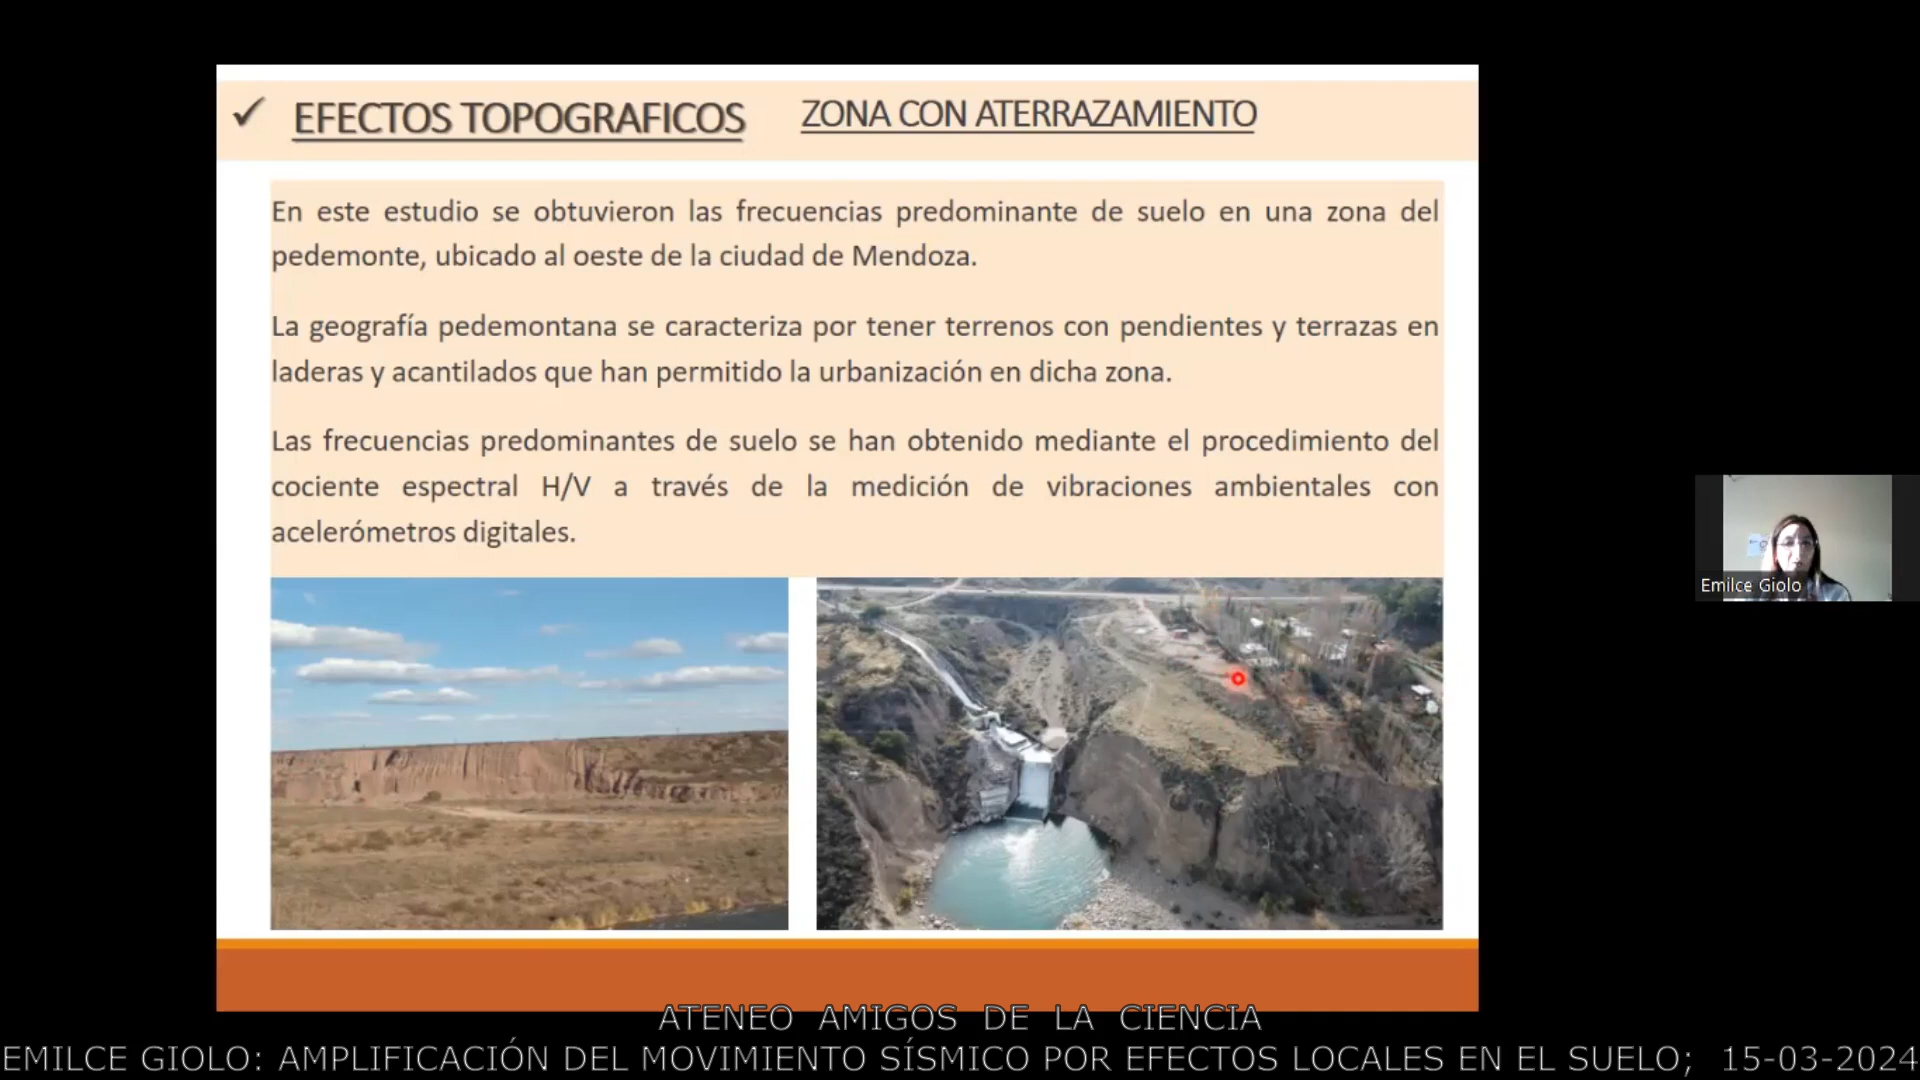 ✓ EFECTOS TOPOGRAFICOS ZONA CON ATERRAZAMIENTO
En este estudio se obtuvieron las frecuencias predominante de suelo en una zona del
pedemonte, ubicado al oeste de la ciudad de Mendoza.
La geografía pedemontana se caracteriza por tener terrenos con pendientes y terrazas en
laderas y acantilados que han permitido la urbanización en dicha zona.
Las frecuencias predominantes de suelo se han obtenido mediante el procedimiento del
cociente espectral H/V a través de la medición de vibraciones ambientales con
acelerómetros digitales.
Emilce Giolo
ATENEO AMIGOS DE LA CIENCIA
EMILCE GIOLO: AMPLIFICACIÓN DEL MOVIMIENTO SÍSMICO POR EFECTOS LOCALES EN EL SUELO; 15-03-2024